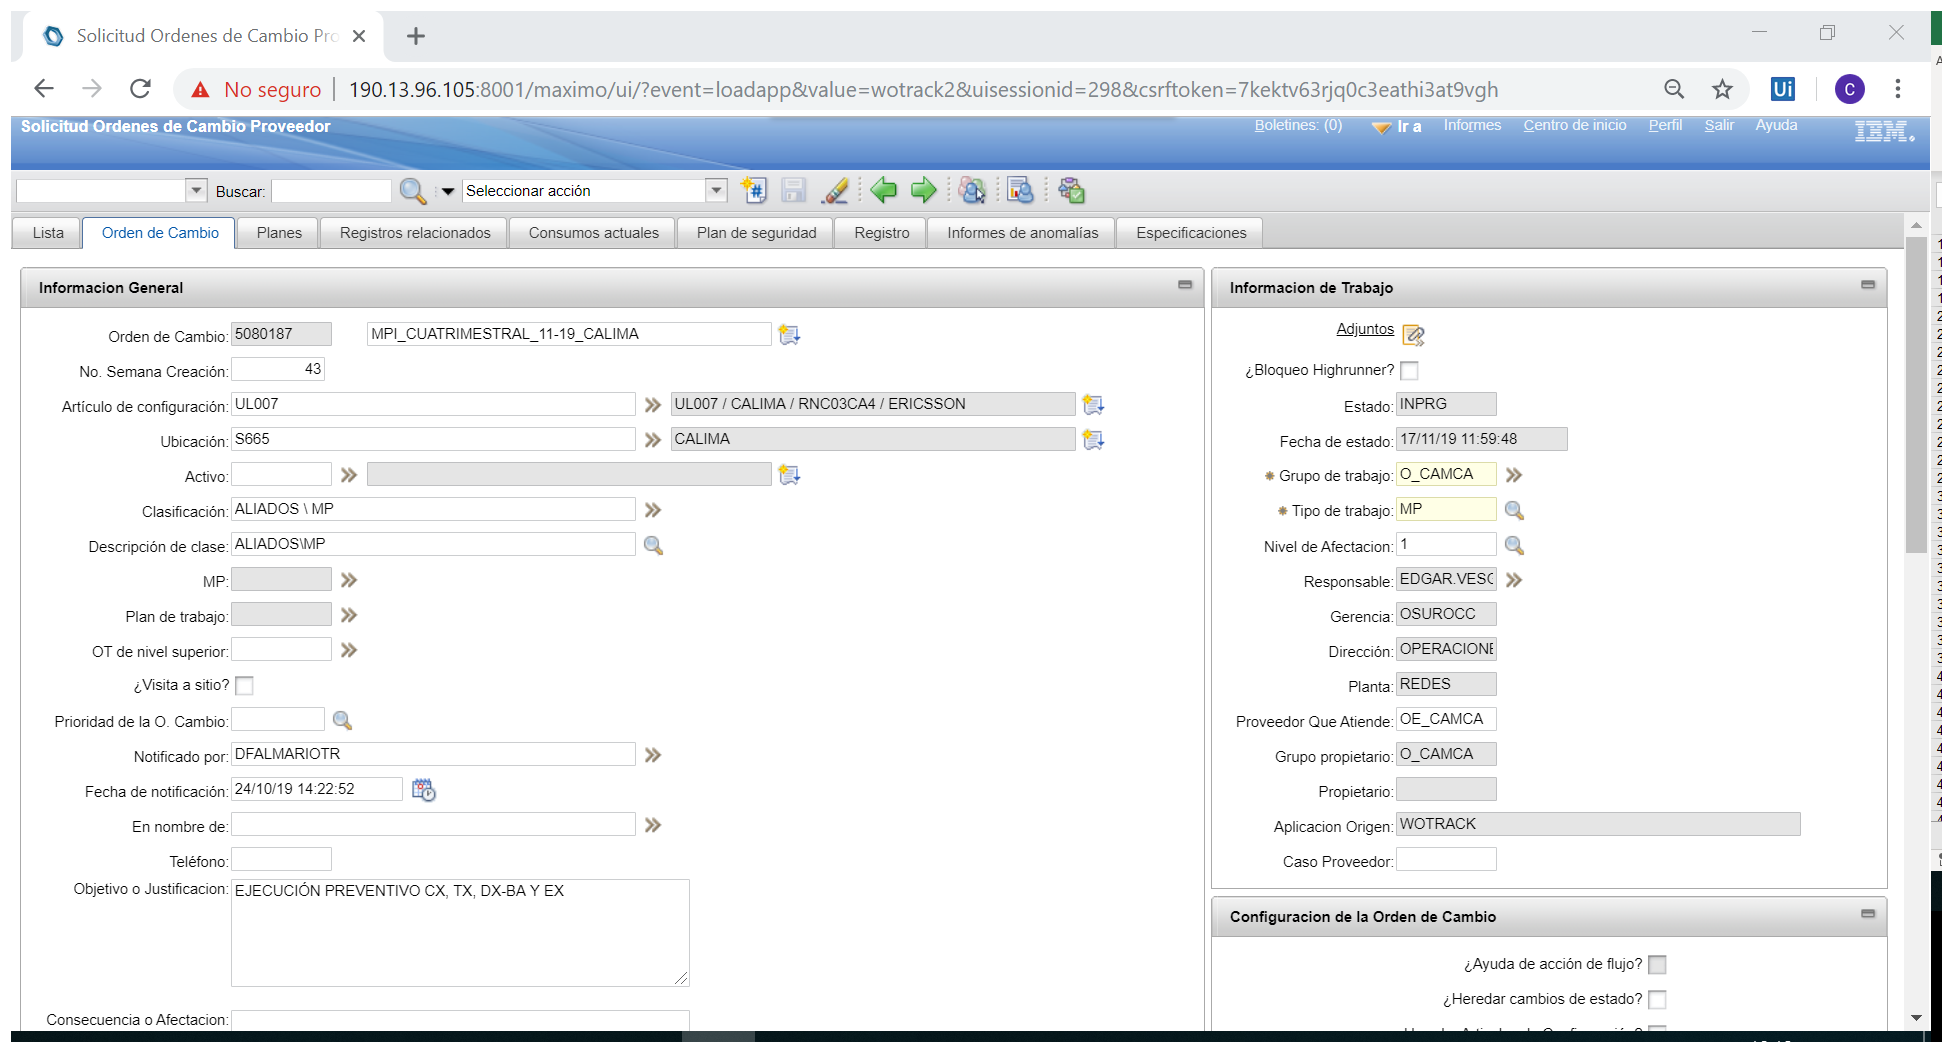 Solicitud Ordenes de Cambio Pro
No seguro 190.13.96.105:8001/maximo/ui/?event=loadapp&value=wotrack2&uisessionid=298&csrftoken=7kektv63rjq0c3eathi3at9vgh
Ui
C
Solicitud Ordenes de Cambio Proveedor
Boletines: (0) Ir a Informes Centro de inicio Perfil Salir Ayuda
IBM.
Buscar: Seleccionar acción
Lista Orden de Cambio Planes Registros relacionados Consumos actuales Plan de seguridad Registro Informes de anomalías Especificaciones
Informacion General
Orden de Cambio: 5080187 MPI_CUATRIMESTRAL_11-19_CALIMA
No. Semana Creación: 43
Artículo de configuración: UL007 UL007 / CALIMA / RNC03CA4 / ERICSSON
Ubicación: S665 CALIMA
Activo:
Clasificación: ALIADOS \ MP
Descripción de clase: ALIADOS\MP
MP:
Plan de trabajo:
OT de nivel superior:
¿Visita a sitio?
Prioridad de la O. Cambio:
Notificado por: DFALMARIOTR
Fecha de notificación: 24/10/19 14:22:52
En nombre de:
Teléfono:
Objetivo o Justificacion: EJECUCIÓN PREVENTIVO CX, TX, DX-BA Y EX
Consecuencia o Afectacion:
Informacion de Trabajo
Adjuntos
¿Bloqueo Highrunner?
Estado: INPRG
Fecha de estado: 17/11/19 11:59:48
Grupo de trabajo: O_CAMCA
Tipo de trabajo: MP
Nivel de Afectacion: 1
Responsable: EDGAR.VESC
Gerencia: OSUROCC
Dirección: OPERACIONE
Planta: REDES
Proveedor Que Atiende: OE_CAMCA
Grupo propietario: O_CAMCA
Propietario:
Aplicacion Origen: WOTRACK
Caso Proveedor:
Configuracion de la Orden de Cambio
¿Ayuda de acción de flujo?
¿Heredar cambios de estado?